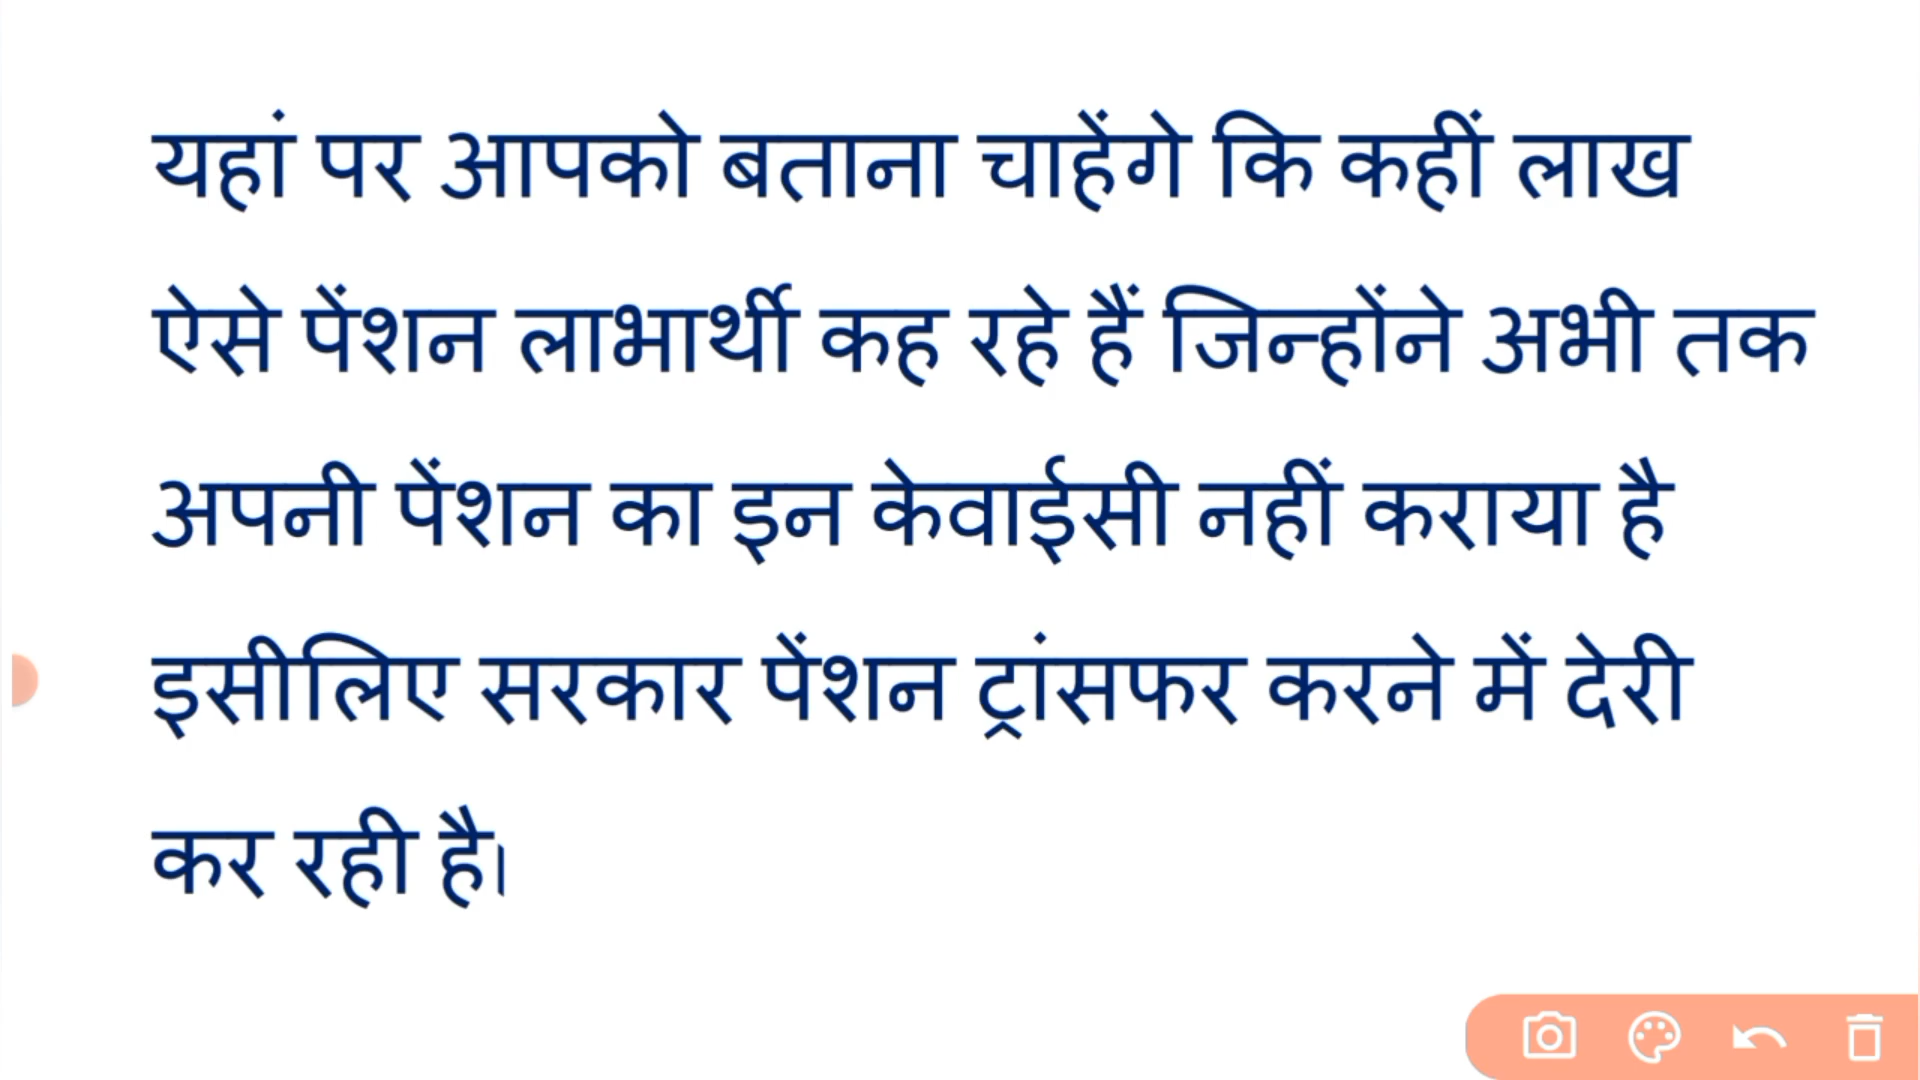 यहां पर आपको बताना चाहेंगे कि कहीं लाख
ऐसे पेंशन लाभार्थी कह रहे हैं जिन्होंने अभी तक
अपनी पेंशन का इन केवाईसी नहीं कराया है
इसीलिए सरकार पेंशन ट्रांसफर करने में देरी
कर रही है।